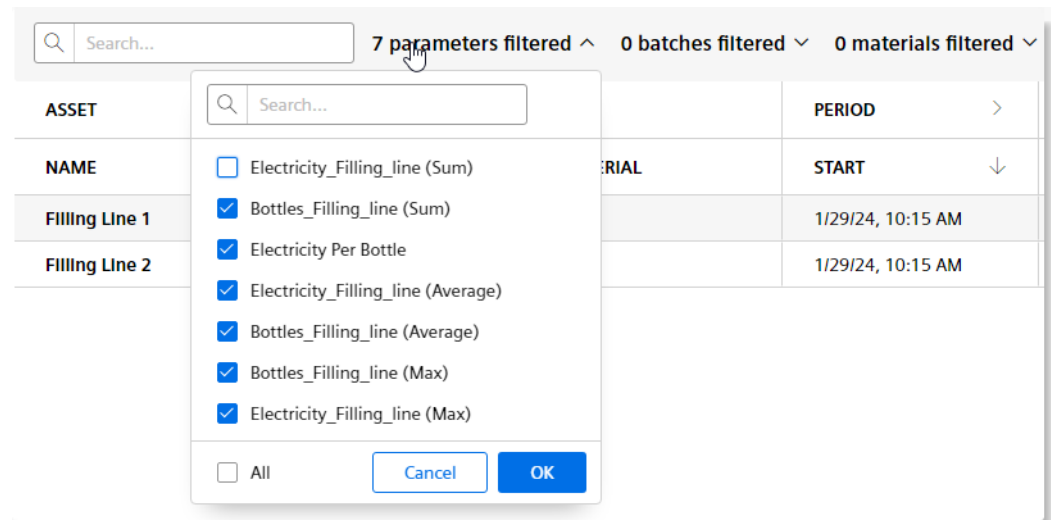 Search... 7 parameters filtered 0 batches filtered 0 materials filtered
Search...
ASSET PERIOD
NAME ERIAL START
Electricity_Filling_line (Sum)
Bottles_Filling_line (Sum)
Filling Line 1 1/29/24, 10:15 AM
Electricity Per Bottle
Filling Line 2 1/29/24, 10:15 AM
Electricity_Filling_line (Average)
Bottles_Filling_line (Average)
Bottles_Filling_line (Max)
Electricity_Filling_line (Max)
All Cancel OK